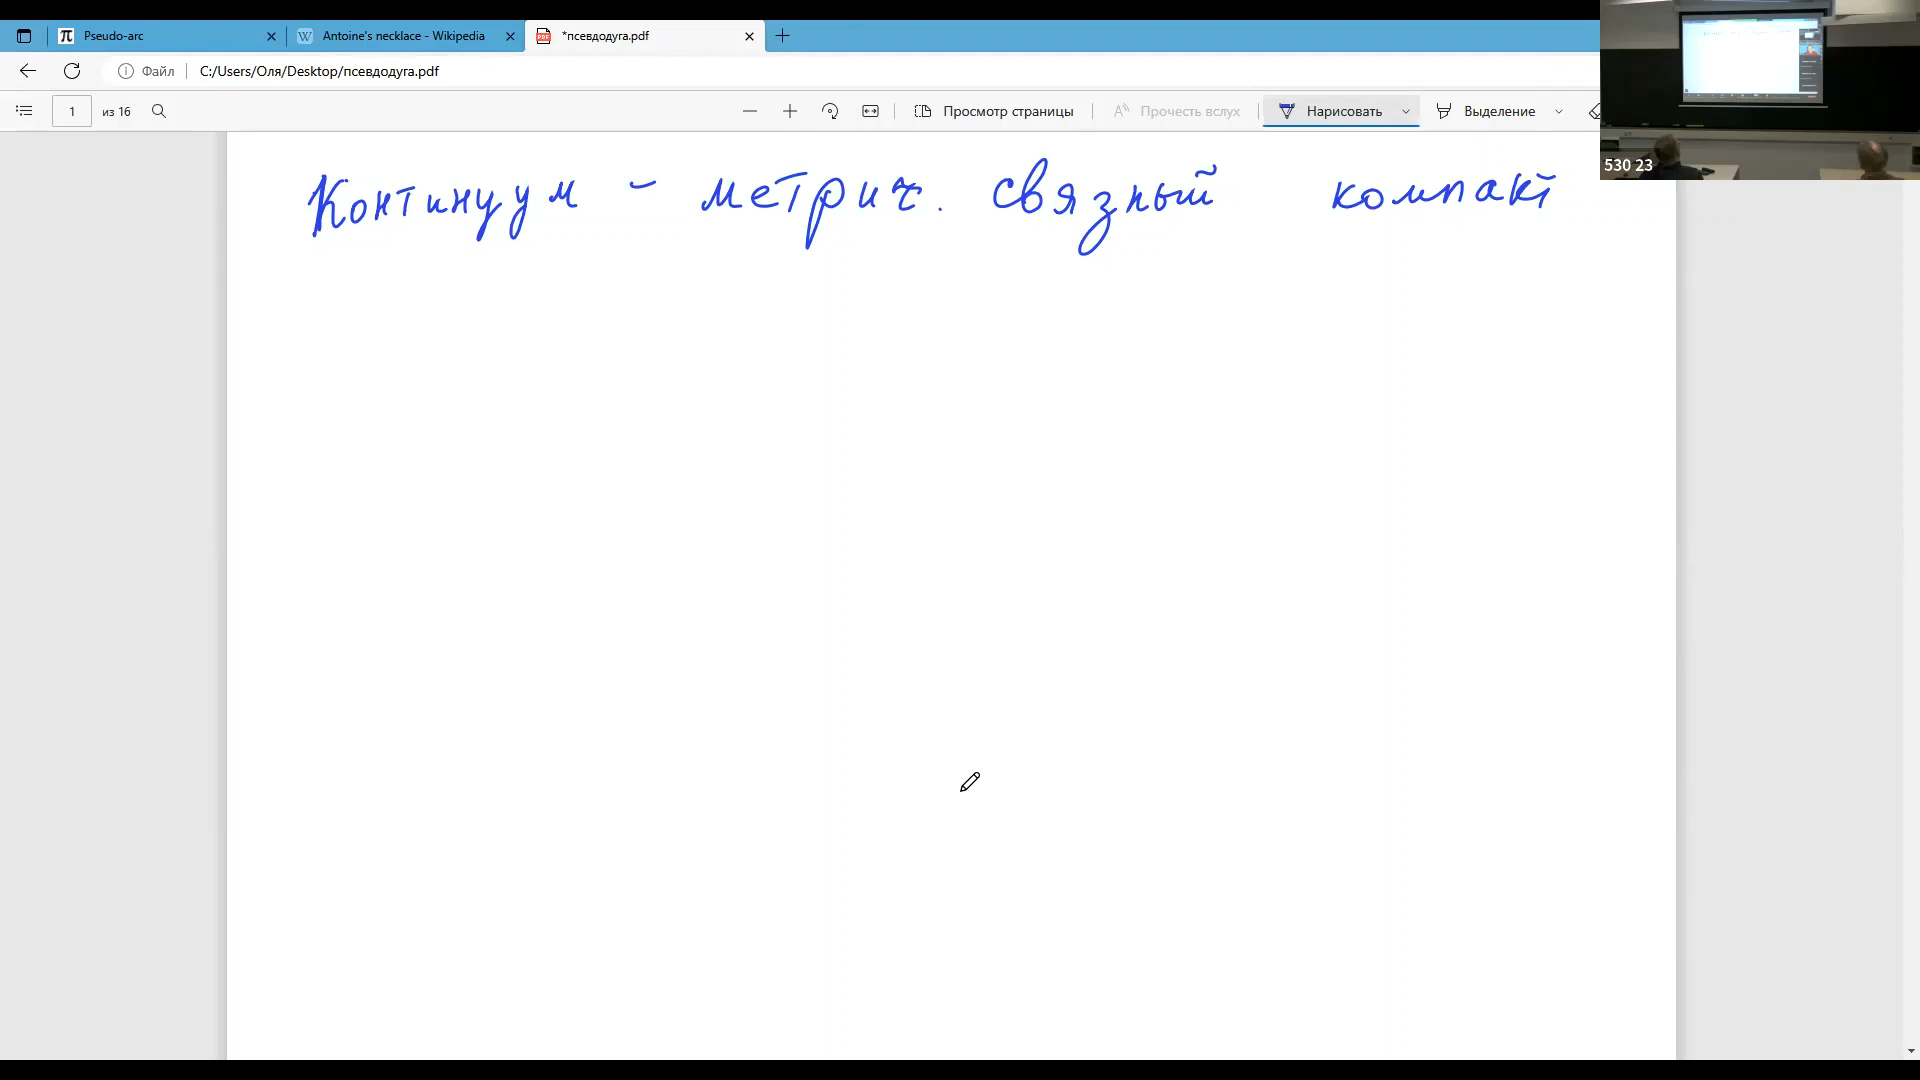 Pseudo-arc
Antoine's necklace - Wikipedia
*псевдодуга.pdf
Файл
C:/Users/Оля/Desktop/псевдодуга.pdf
1 из 16
Просмотр страницы
Прочесть вслух
Нарисовать
Выделение
530 23
Континуум - метрич. связный компакт